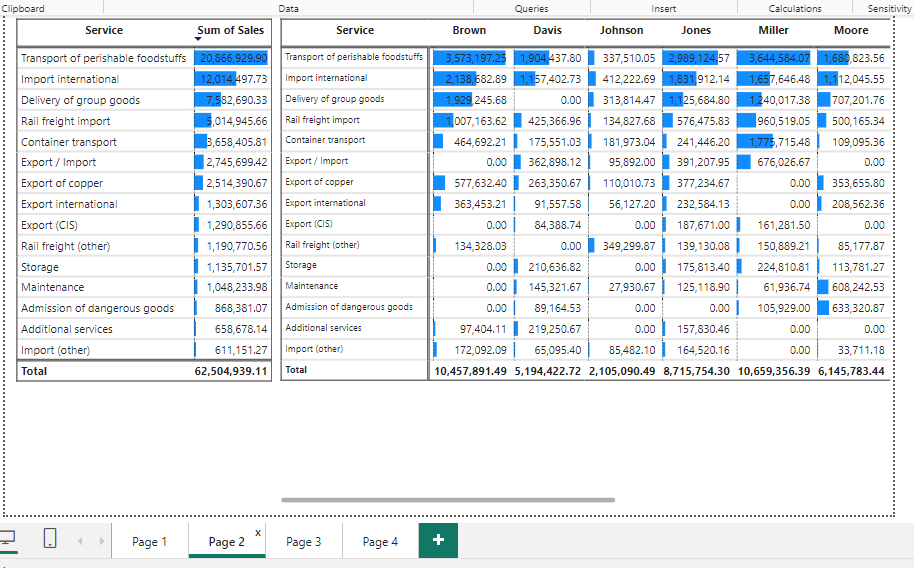 Clipboard Data Queries Insert Calculations Sensitivity
Service Sum of Sales Service Brown Davis Johnson Jones Miller Moore
Transport of perishable foodstuffs 20,866,929.90 Transport of perishable foodstuffs 3,573,197.25 1,904,437.80 337,510.05 2,989,124.57 3,644,584.07 1,680,823.56
Import international 12,014,497.73 Import international 2,138,682.89 1,157,402.73 412,222.69 1,831,912.14 1,657,646.48 1,112,045.55
Delivery of group goods 7,582,690.33 Delivery of group goods 1,929,245.68 0.00 313,814.47 1,125,684.80 1,240,017.38 707,201.76
Rail freight import 5,014,945.66 Rail freight import 1,007,163.62 425,366.96 134,827.68 576,475.83 960,519.05 500,165.34
Container transport 3,658,405.81 Container transport 464,692.21 175,551.03 181,973.04 241,446.20 1,775,715.48 109,095.36
Export / Import 2,745,699.42 Export / Import 0.00 362,898.12 95,892.00 391,207.95 676,026.67 0.00
Export of copper 2,514,390.67 Export of copper 577,632.40 263,350.67 110,010.73 377,234.67 0.00 353,655.80
Export international 1,303,607.36 Export international 363,453.21 91,557.58 56,127.20 232,584.13 0.00 208,562.36
Export (CIS) 1,290,855.66 Export (CIS) 0.00 84,388.74 0.00 187,671.00 161,281.50 0.00
Rail freight (other) 1,190,770.56 Rail freight (other) 134,328.03 0.00 349,299.87 139,130.08 150,889.21 85,177.87
Storage 1,135,701.57 Storage 0.00 210,636.82 0.00 175,813.40 224,810.81 113,781.27
Maintenance 1,048,233.98 Maintenance 0.00 145,321.67 27,930.67 125,118.90 61,936.74 608,242.53
Admission of dangerous goods 868,381.07 Admission of dangerous goods 0.00 89,164.53 0.00 0.00 105,929.00 633,320.87
Additional services 658,678.14 Additional services 97,404.11 219,250.67 0.00 157,830.46 0.00 0.00
Import (other) 611,151.27 Import (other) 172,092.09 65,095.40 85,482.10 164,520.16 0.00 33,711.18
Total 62,504,939.11 Total 10,457,891.49 5,194,422.72 2,105,090.49 8,715,754.30 10,659,356.39 6,145,783.44
Page 1 Page 2 x Page 3 Page 4 +